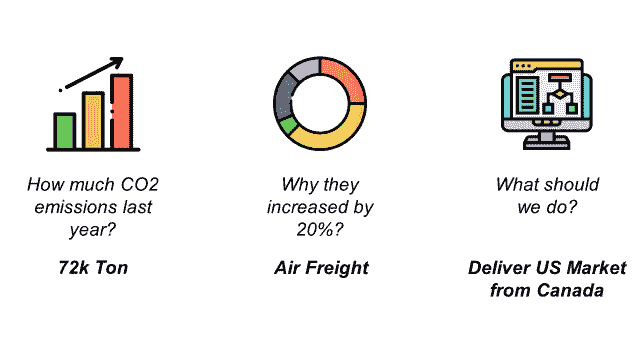 How much CO2
emissions last
year?
72k Ton
Why they
increased by
20%?
Air Freight
What should
we do?
Deliver US Market
from Canada